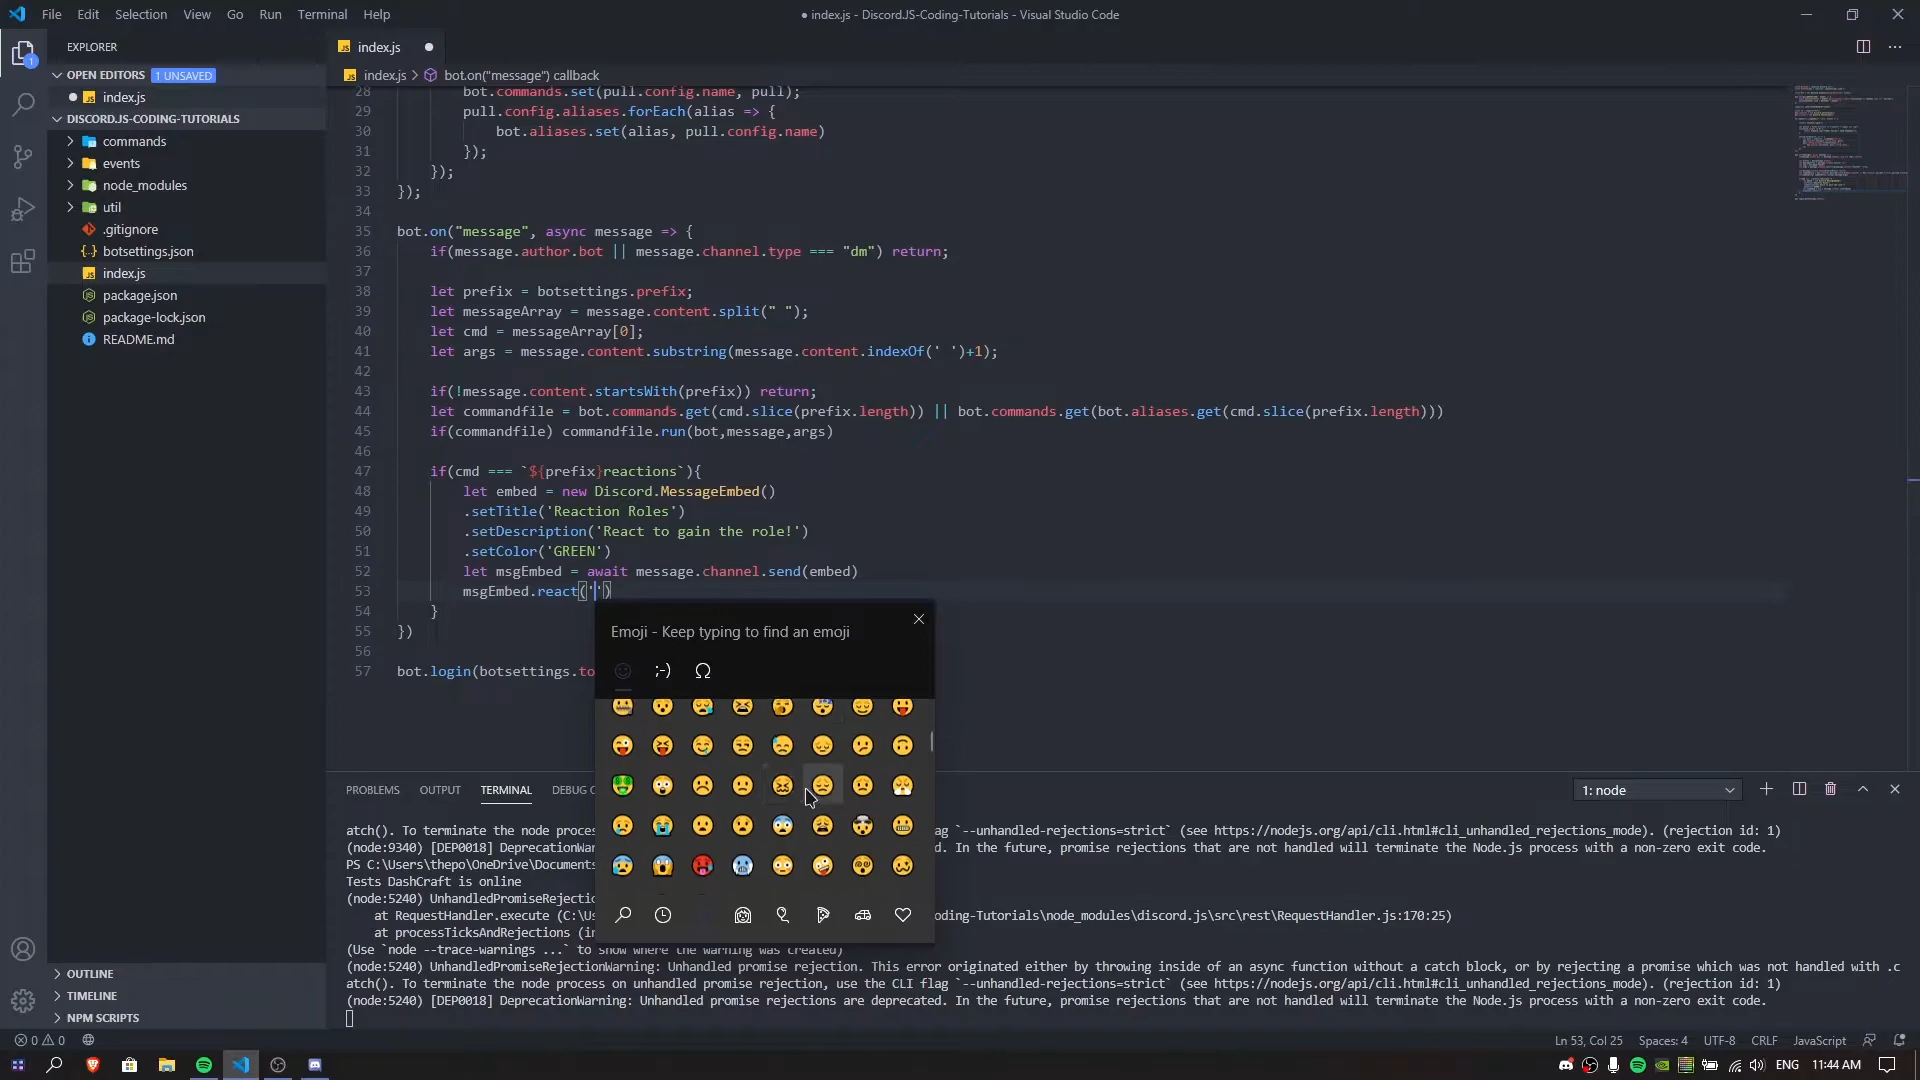 File Edit Selection View Go Run Terminal Help
● index.js - DiscordJS-Coding-Tutorials - Visual Studio Code
EXPLORER
OPEN EDITORS 1 UNSAVED
index.js
DISCORDJS-CODING-TUTORIALS
commands
events
node_modules
util
.gitignore
botsettings.json
index.js
package.json
package-lock.json
README.md
OUTLINE
TIMELINE
NPM SCRIPTS
index.js
index.js > bot.on("message") callback
28 bot.commands.set(pull.config.name, pull);
29 pull.config.aliases.forEach(alias => {
30 bot.aliases.set(alias, pull.config.name)
31 });
32 });
33 });
34
35 bot.on("message", async message => {
36 if(message.author.bot || message.channel.type === "dm") return;
37
38 let prefix = botsettings.prefix;
39 let messageArray = message.content.split(" ");
40 let cmd = messageArray[0];
41 let args = message.content.substring(message.content.indexOf(' ')+1);
42
43 if(!message.content.startsWith(prefix)) return;
44 let commandfile = bot.commands.get(cmd.slice(prefix.length)) || bot.commands.get(bot.aliases.get(cmd.slice(prefix.length)))
45 if(commandfile) commandfile.run(bot,message,args)
46
47 if(cmd === `${prefix}reactions`){
48 let embed = new Discord.MessageEmbed()
49 .setTitle('Reaction Roles')
50 .setDescription('React to gain the role!')
51 .setColor('GREEN')
52 let msgEmbed = await message.channel.send(embed)
53 msgEmbed.react('')
54 }
55 })
56
57 bot.login(botsettings.to
Emoji - Keep typing to find an emoji
;-) Ω
PROBLEMS OUTPUT TERMINAL DEBUG C
1: node
atch(). To terminate the node proces ag `--unhandled-rejections=strict` (see https://nodejs.org/api/cli.html#cli_unhandled_rejections_mode). (rejection id: 1)
(node:9340) [DEP0018] DeprecationWar d. In the future, promise rejections that are not handled will terminate the Node.js process with a non-zero exit code.
PS C:\Users\thepo\OneDrive\Documents
Tests DashCraft is online
(node:5240) UnhandledPromiseRejectio
at RequestHandler.execute (C:\U oding-Tutorials\node_modules\discord.js\src\rest\RequestHandler.js:170:25)
at processTicksAndRejections (in
(Use `node --trace-warnings ...` to show where the warning was created)
(node:5240) UnhandledPromiseRejectionWarning: Unhandled promise rejection. This error originated either by throwing inside of an async function without a catch block, or by rejecting a promise which was not handled with .c
atch(). To terminate the node process on unhandled promise rejection, use the CLI flag `--unhandled-rejections=strict` (see https://nodejs.org/api/cli.html#cli_unhandled_rejections_mode). (rejection id: 1)
(node:5240) [DEP0018] DeprecationWarning: Unhandled promise rejections are deprecated. In the future, promise rejections that are not handled will terminate the Node.js process with a non-zero exit code.
0 0
Ln 53, Col 25 Spaces: 4 UTF-8 CRLF JavaScript
ENG 11:44 AM